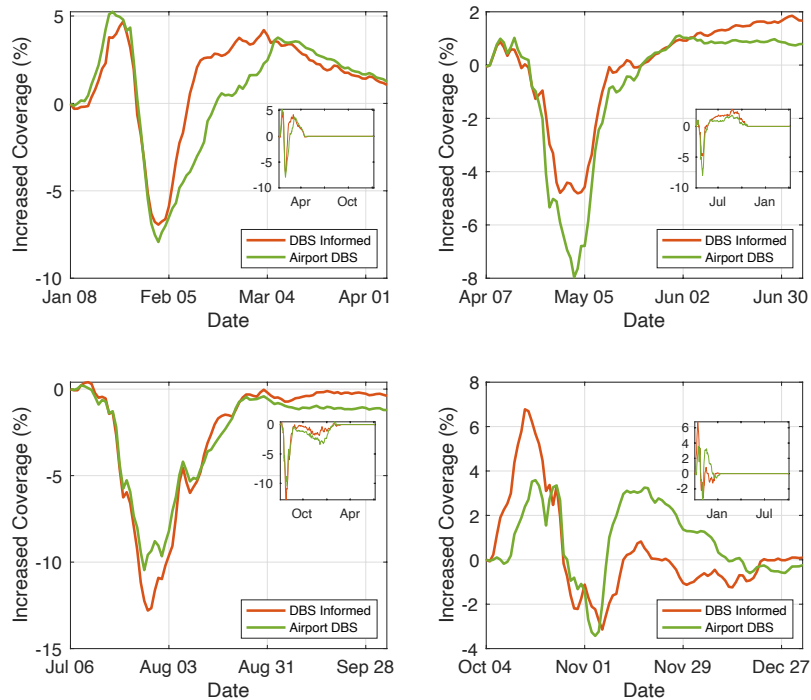 5
0
-5
-10
Increased Coverage (%)
Jan 08
Feb 05
Mar 04
Apr 01
Date
5
0
-5
-10
Apr
Oct
DBS Informed
Airport DBS
2
0
-2
-4
-6
-8
Increased Coverage (%)
Apr 07
May 05
Jun 02
Jun 30
Date
0
-5
-10
Jul
Jan
DBS Informed
Airport DBS
0
-5
-10
-15
Increased Coverage (%)
Jul 06
Aug 03
Aug 31
Sep 28
Date
0
-5
-10
Oct
Apr
DBS Informed
Airport DBS
8
6
4
2
0
-2
-4
Increased Coverage (%)
Oct 04
Nov 01
Nov 29
Dec 27
Date
6
4
2
0
-2
Jan
Jul
DBS Informed
Airport DBS